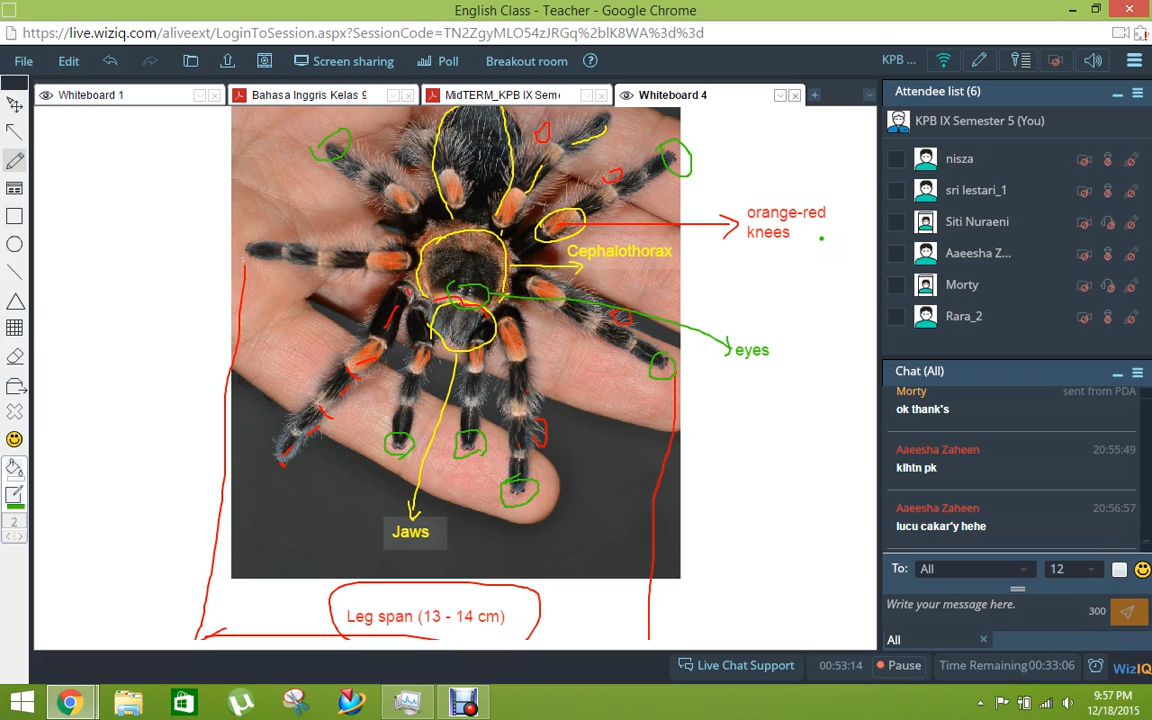 English Class - Teacher - Google Chrome
https://live.wiziq.com/aliveext/LoginToSession.aspx?SessionCode=TN2ZgyMLO54zJRGq%2blK8WA%3d%3d
File Edit Screen sharing Poll Breakout room ? KPB ...
Whiteboard 1 Bahasa Inggris Kelas 9 MidTERM_KPB IX Sem Whiteboard 4
Attendee list (6)
KPB IX Semester 5 (You)
nisza
sri lestari_1
Siti Nuraeni
Aaeesha Z...
Morty
Rara_2
orange-red
knees
Cephalothorax
eyes
Jaws
Leg span (13 - 14 cm)
2
Chat (All)
Morty sent from PDA
ok thank's
Aaeesha Zaheen 20:55:49
klhtn pk
Aaeesha Zaheen 20:56:57
lucu cakar'y hehe
To: All 12
Write your message here. 300
All
Live Chat Support 00:53:14 Pause Time Remaining 00:33:06 WizIQ
9:57 PM
12/18/2015